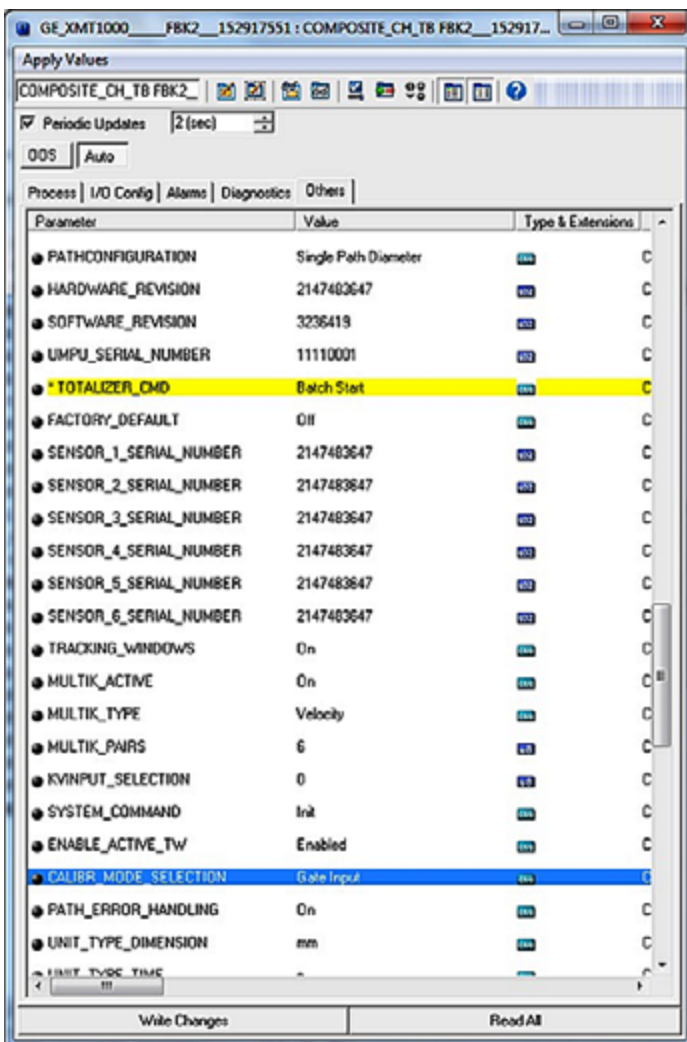 GE_XMT1000_____FBK2__152917551 : COMPOSITE_CH_TB FBK2__152917...
Apply Values
COMPOSITE_CH_TB FBK2_
Periodic Updates 2 (sec)
OOS Auto
Process I/O Config Alarms Diagnostics Others
Parameter Value Type & Extensions
PATHCONFIGURATION Single Path Diameter C
HARDWARE_REVISION 2147483647 C
SOFTWARE_REVISION 3236419 C
UMPU_SERIAL_NUMBER 11110001 C
* TOTALIZER_CMD Batch Start C
FACTORY_DEFAULT Off C
SENSOR_1_SERIAL_NUMBER 2147483647 C
SENSOR_2_SERIAL_NUMBER 2147483647 C
SENSOR_3_SERIAL_NUMBER 2147483647 C
SENSOR_4_SERIAL_NUMBER 2147483647 C
SENSOR_5_SERIAL_NUMBER 2147483647 C
SENSOR_6_SERIAL_NUMBER 2147483647 C
TRACKING_WINDOWS On C
MULTIK_ACTIVE On C
MULTIK_TYPE Velocity C
MULTIK_PAIRS 6 C
KVINPUT_SELECTION 0 C
SYSTEM_COMMAND Init C
ENABLE_ACTIVE_TW Enabled C
CALIBR_MODE_SELECTION Gate Input C
PATH_ERROR_HANDLING On C
UNIT_TYPE_DIMENSION mm C
UNIT_TYPE_TIME
Write Changes Read All